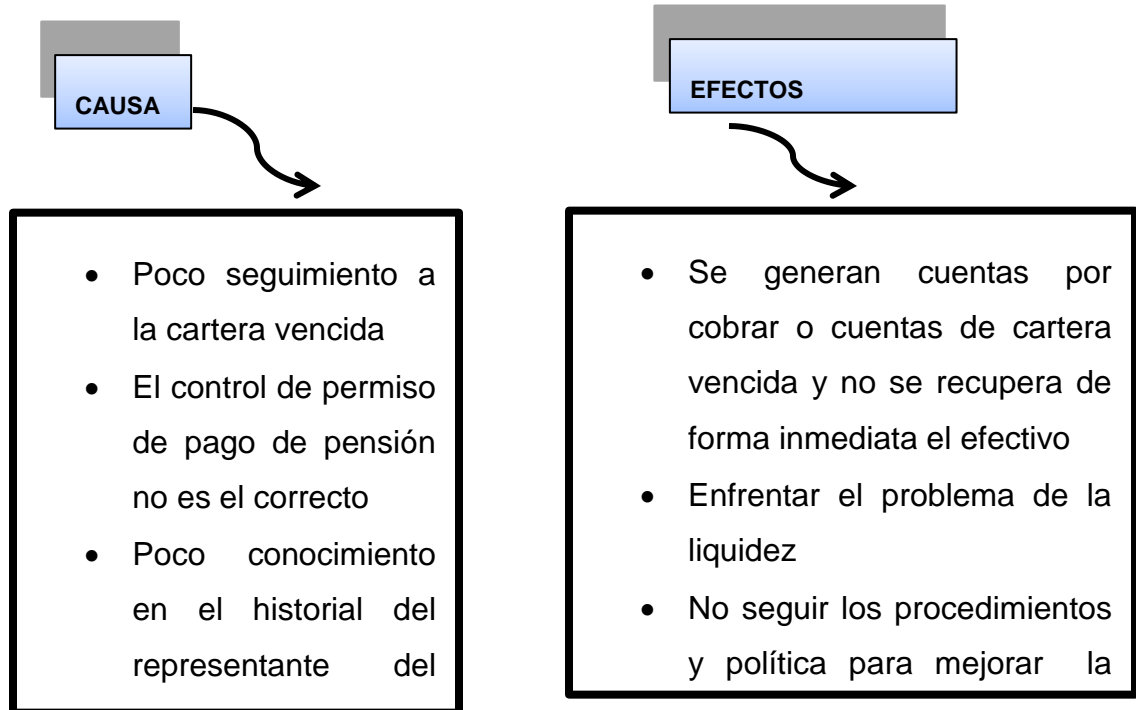 CAUSA
• Poco seguimiento a
la cartera vencida
• El control de permiso
de pago de pensión
no es el correcto
• Poco conocimiento
en el historial del
representante del
EFECTOS
• Se generan cuentas por
cobrar o cuentas de cartera
vencida y no se recupera de
forma inmediata el efectivo
• Enfrentar el problema de la
liquidez
• No seguir los procedimientos
y política para mejorar la